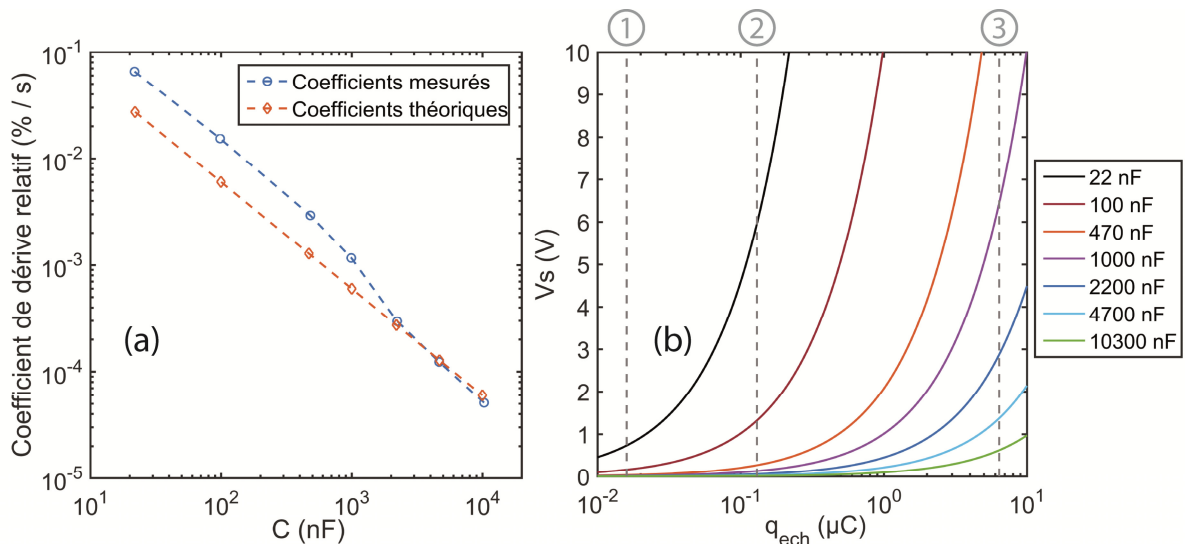 1
2
3
10^-1
10^-2
10^-3
10^-4
10^-5
10^1
10^2
10^3
10^4
Coefficient de dérive relatif (% / s)
C (nF)
Coefficients mesurés
Coefficients théoriques
(a)
10
9
8
7
6
5
4
3
2
1
0
10^-2
10^-1
10^0
10^1
Vs (V)
q_ech (µC)
(b)
22 nF
100 nF
470 nF
1000 nF
2200 nF
4700 nF
10300 nF